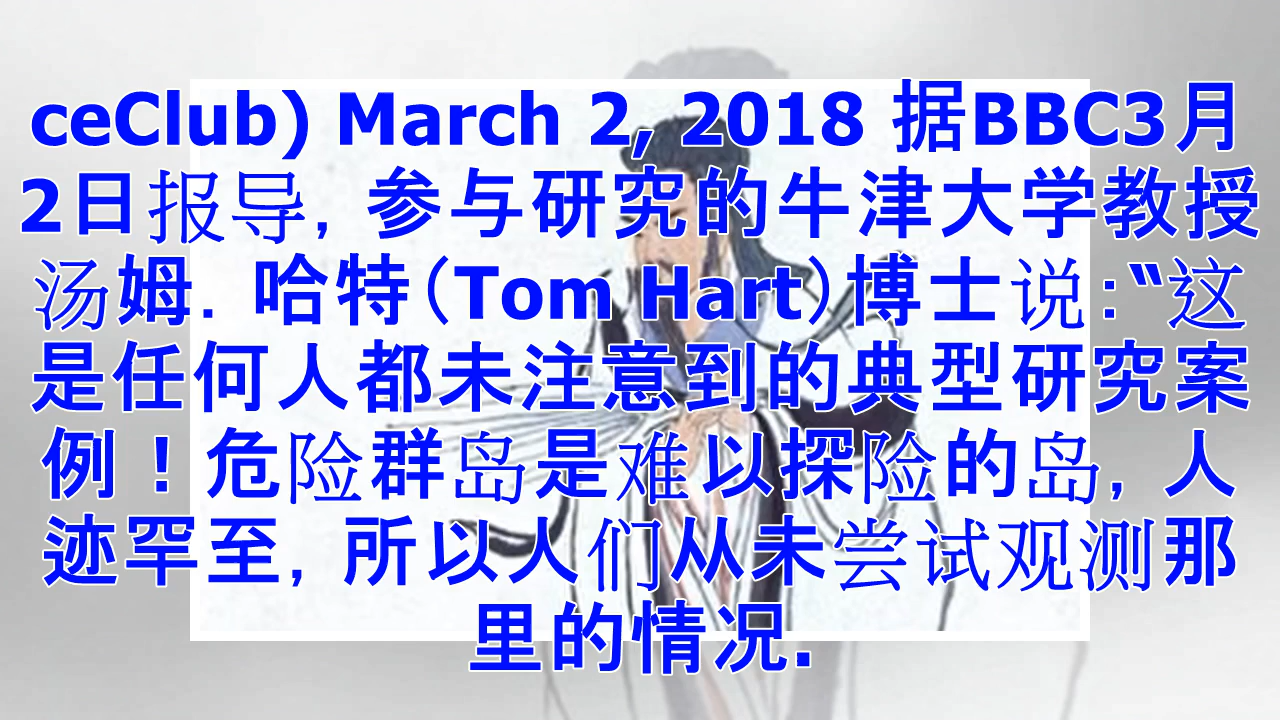 ceClub) March 2, 2018 据BBC3月
2日报导, 参与研究的牛津大学教授
汤姆. 哈特(Tom Hart)博士说:“这
是任何人都未注意到的典型研究案
例！危险群岛是难以探险的岛, 人
迹罕至, 所以人们从未尝试观测那
里的情况.